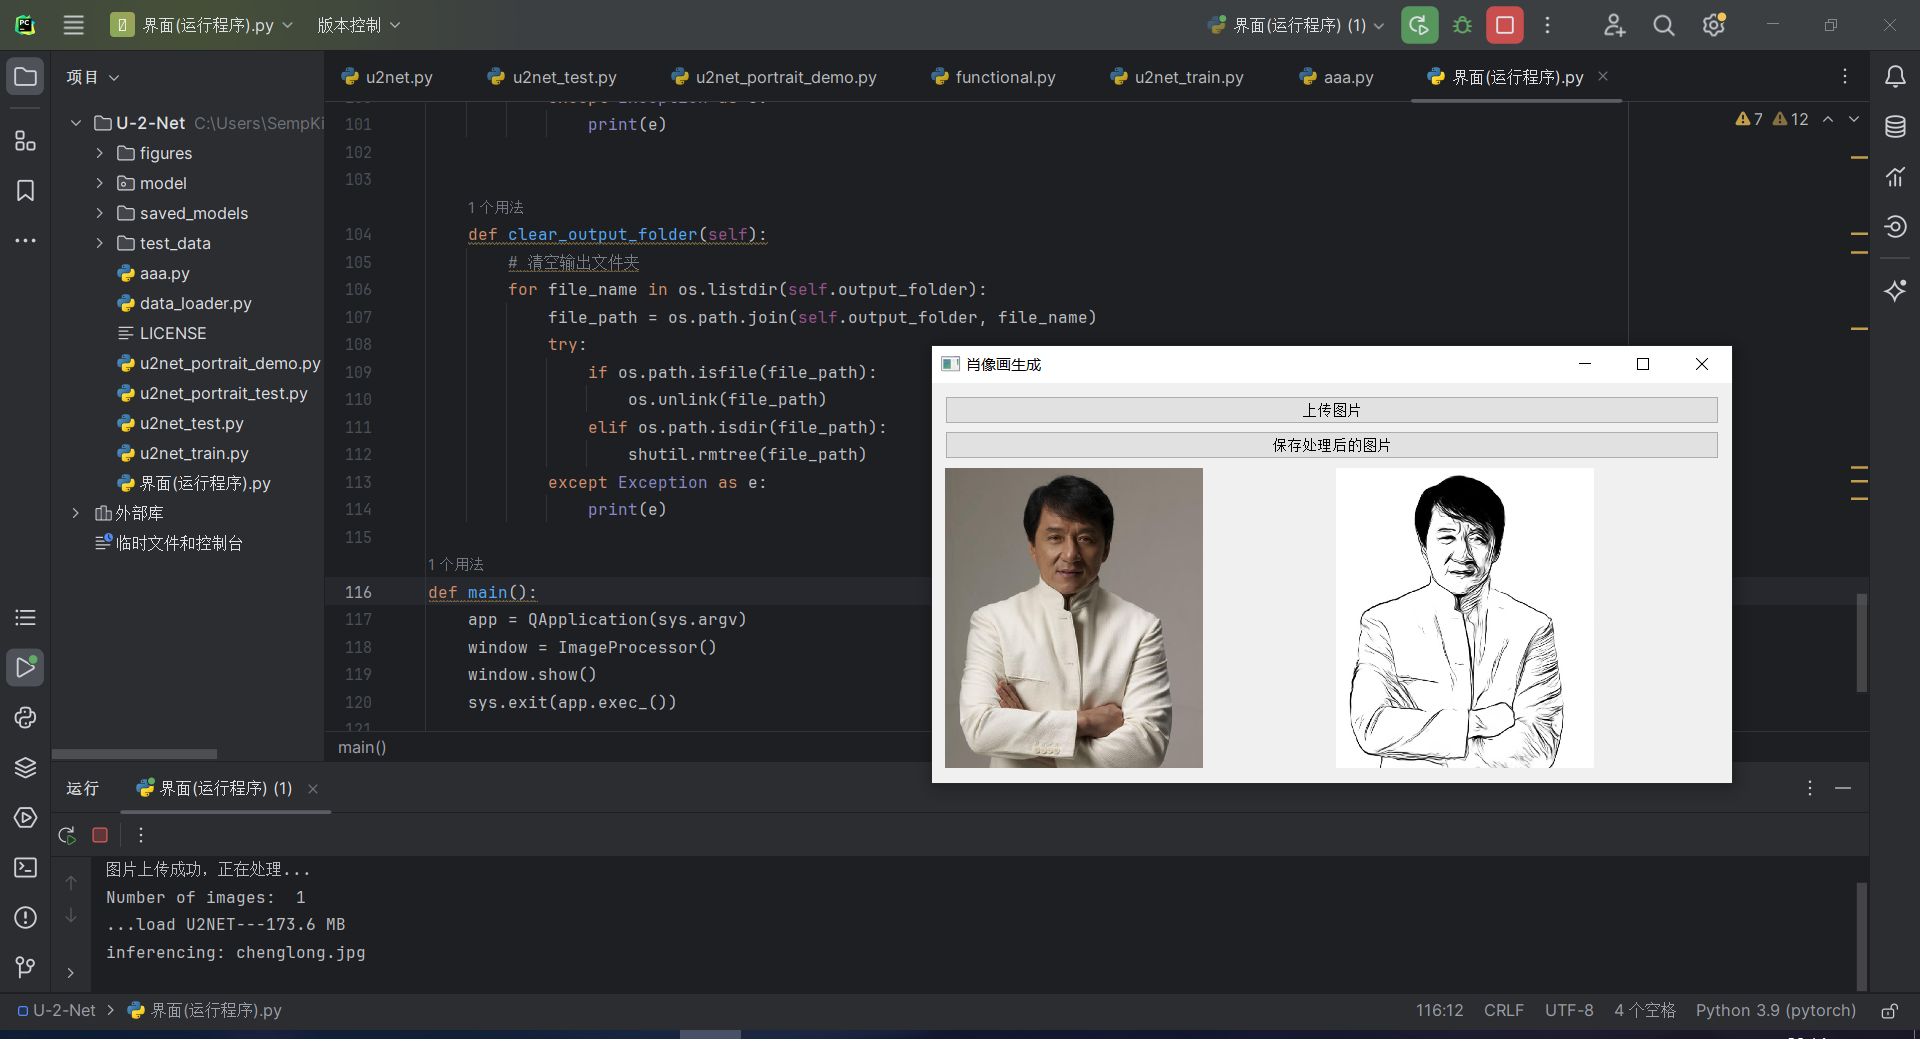 界面(运行程序).py
版本控制
界面(运行程序) (1)
项目
u2net.py
u2net_test.py
u2net_portrait_demo.py
functional.py
u2net_train.py
aaa.py
界面(运行程序).py
U-2-Net C:\Users\SempKi
figures
model
saved_models
test_data
aaa.py
data_loader.py
LICENSE
u2net_portrait_demo.py
u2net_portrait_test.py
u2net_test.py
u2net_train.py
界面(运行程序).py
外部库
临时文件和控制台
7 12
101 print(e)
102
103
1 个用法
104 def clear_output_folder(self):
105 # 清空输出文件夹
106 for file_name in os.listdir(self.output_folder):
107 file_path = os.path.join(self.output_folder, file_name)
108 try:
109 if os.path.isfile(file_path):
110 os.unlink(file_path)
111 elif os.path.isdir(file_path):
112 shutil.rmtree(file_path)
113 except Exception as e:
114 print(e)
115
1 个用法
116 def main():
117 app = QApplication(sys.argv)
118 window = ImageProcessor()
119 window.show()
120 sys.exit(app.exec_())
121
main()
肖像画生成
上传图片
保存处理后的图片
运行
界面(运行程序) (1)
图片上传成功，正在处理...
Number of images:  1
...load U2NET---173.6 MB
inferencing: chenglong.jpg
U-2-Net
界面(运行程序).py
116:12 CRLF UTF-8 4 个空格 Python 3.9 (pytorch)